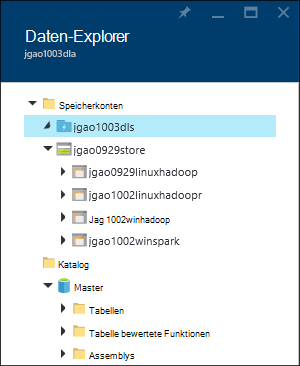 Daten-Explorer
jgao1003dla
Speicherkonten
jgao1003dls
jgao0929store
jgao0929linuxhadoop
jgao1002linuxhadoopr
Jag 1002winhadoop
jgao1002winspark
Katalog
Master
Tabellen
Tabelle bewertete Funktionen
Assemblys